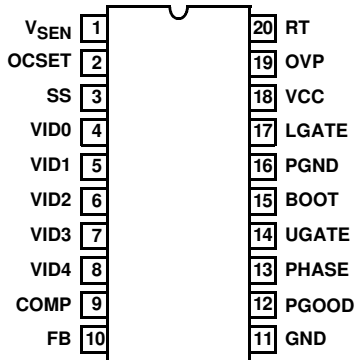 VSEN 1 20 RT
OCSET 2 19 OVP
SS 3 18 VCC
VID0 4 17 LGATE
VID1 5 16 PGND
VID2 6 15 BOOT
VID3 7 14 UGATE
VID4 8 13 PHASE
COMP 9 12 PGOOD
FB 10 11 GND